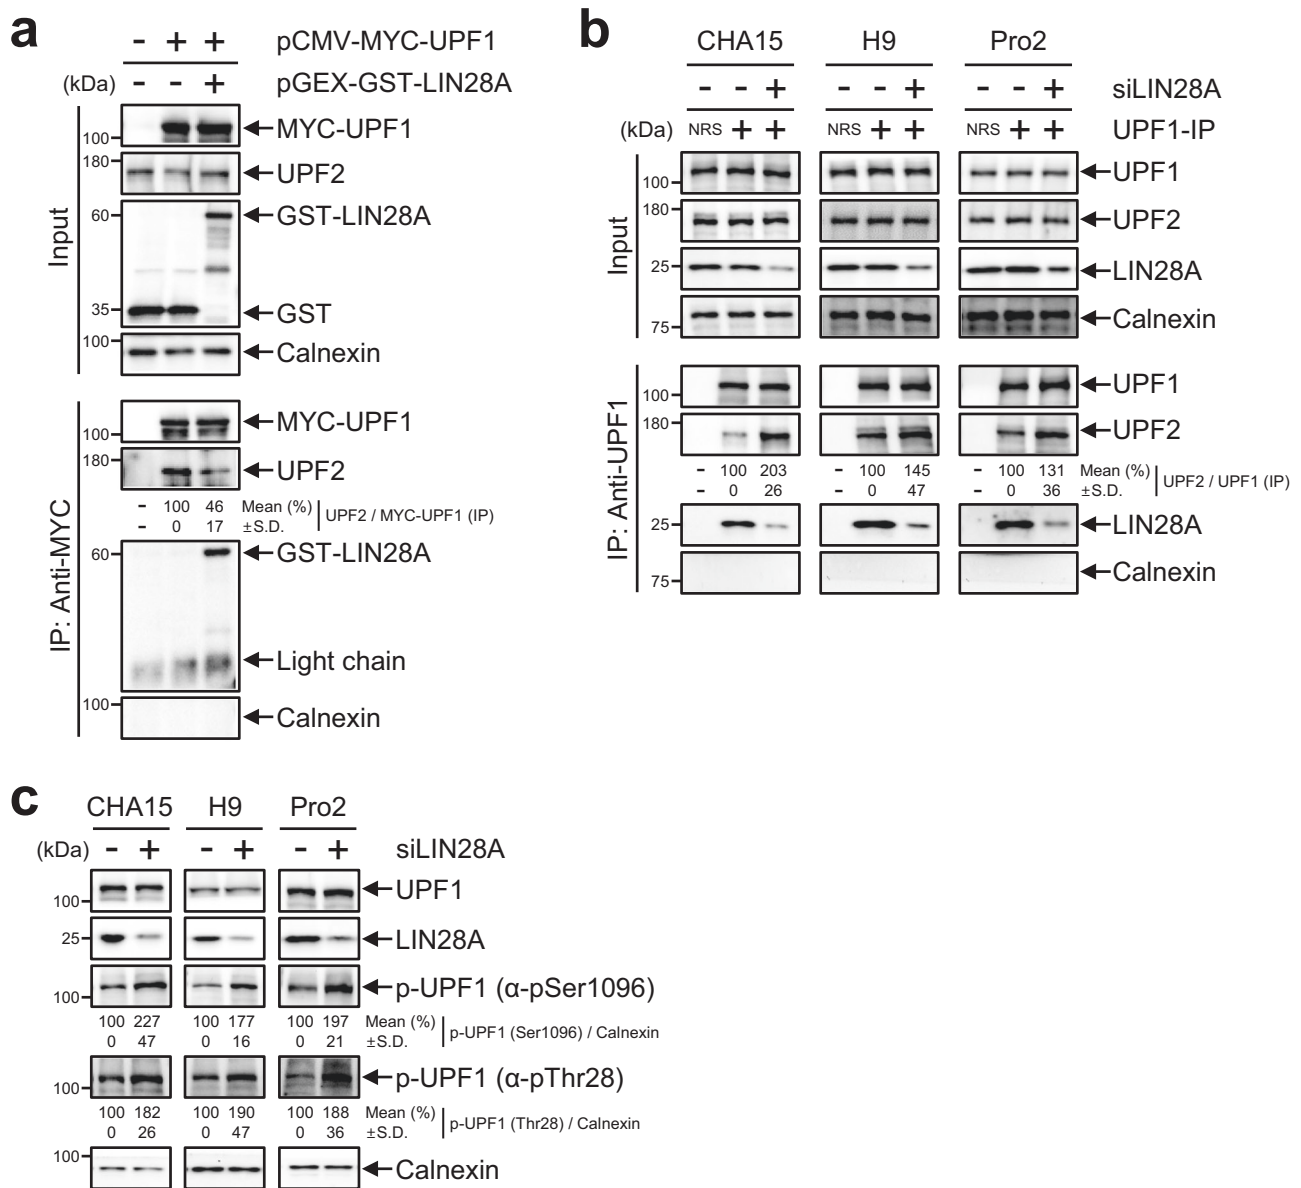 a
- + + pCMV-MYC-UPF1
(kDa) - - + pGEX-GST-LIN28A
Input
100 MYC-UPF1
180 UPF2
60 GST-LIN28A
35 GST
100 Calnexin
IP: Anti-MYC
100 MYC-UPF1
180 UPF2
- 100 46 Mean (%)
- 0 17 ±S.D.
UPF2 / MYC-UPF1 (IP)
60 GST-LIN28A
Light chain
100 Calnexin
b
CHA15 H9 Pro2
- - + - - + - - + siLIN28A
(kDa) NRS + + NRS + + NRS + + UPF1-IP
Input
100 UPF1
180 UPF2
25 LIN28A
75 Calnexin
IP: Anti-UPF1
100 UPF1
180 UPF2
- 100 203 - 100 145 - 100 131 Mean (%)
- 0 26 - 0 47 - 0 36 ±S.D.
UPF2 / UPF1 (IP)
25 LIN28A
75 Calnexin
c
CHA15 H9 Pro2
(kDa) - + - + - + siLIN28A
100 UPF1
25 LIN28A
100 p-UPF1 (α-pSer1096)
100 227 100 177 100 197 Mean (%)
0 47 0 16 0 21 ±S.D.
p-UPF1 (Ser1096) / Calnexin
100 p-UPF1 (α-pThr28)
100 182 100 190 100 188 Mean (%)
0 26 0 47 0 36 ±S.D.
p-UPF1 (Thr28) / Calnexin
100 Calnexin